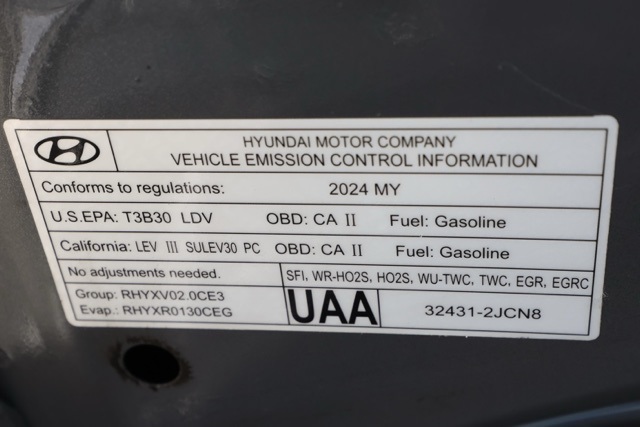 HYUNDAI MOTOR COMPANY
VEHICLE EMISSION CONTROL INFORMATION
Conforms to regulations: 2024 MY
U.S.EPA: T3B30 LDV OBD: CA II Fuel: Gasoline
California: LEV III SULEV30 PC OBD: CA II Fuel: Gasoline
No adjustments needed. SFI, WR-HO2S, HO2S, WU-TWC, TWC, EGR, EGRC
Group: RHYXV02.0CE3
Evap.: RHYXR0130CEG
UAA 32431-2JCN8